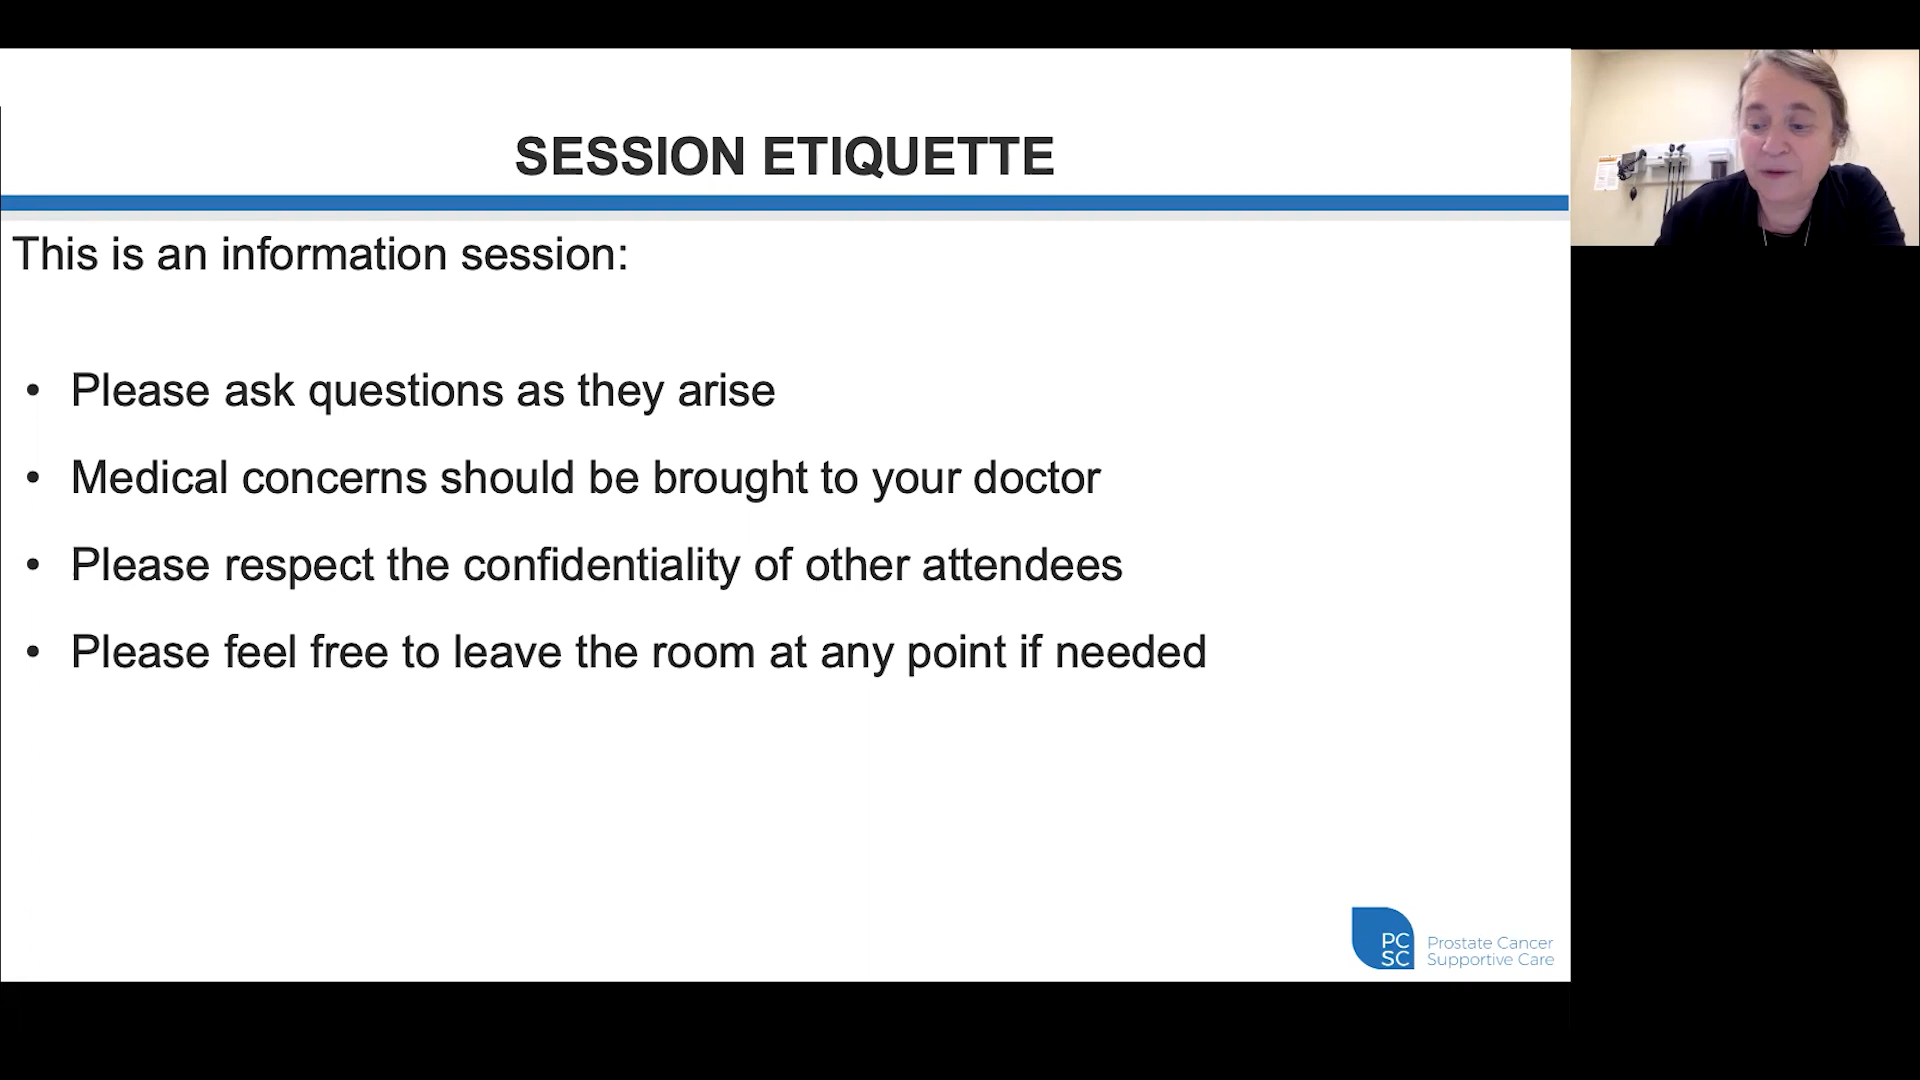 SESSION ETIQUETTE
This is an information session:
• Please ask questions as they arise
• Medical concerns should be brought to your doctor
• Please respect the confidentiality of other attendees
• Please feel free to leave the room at any point if needed
PC
SC
Prostate Cancer
Supportive Care